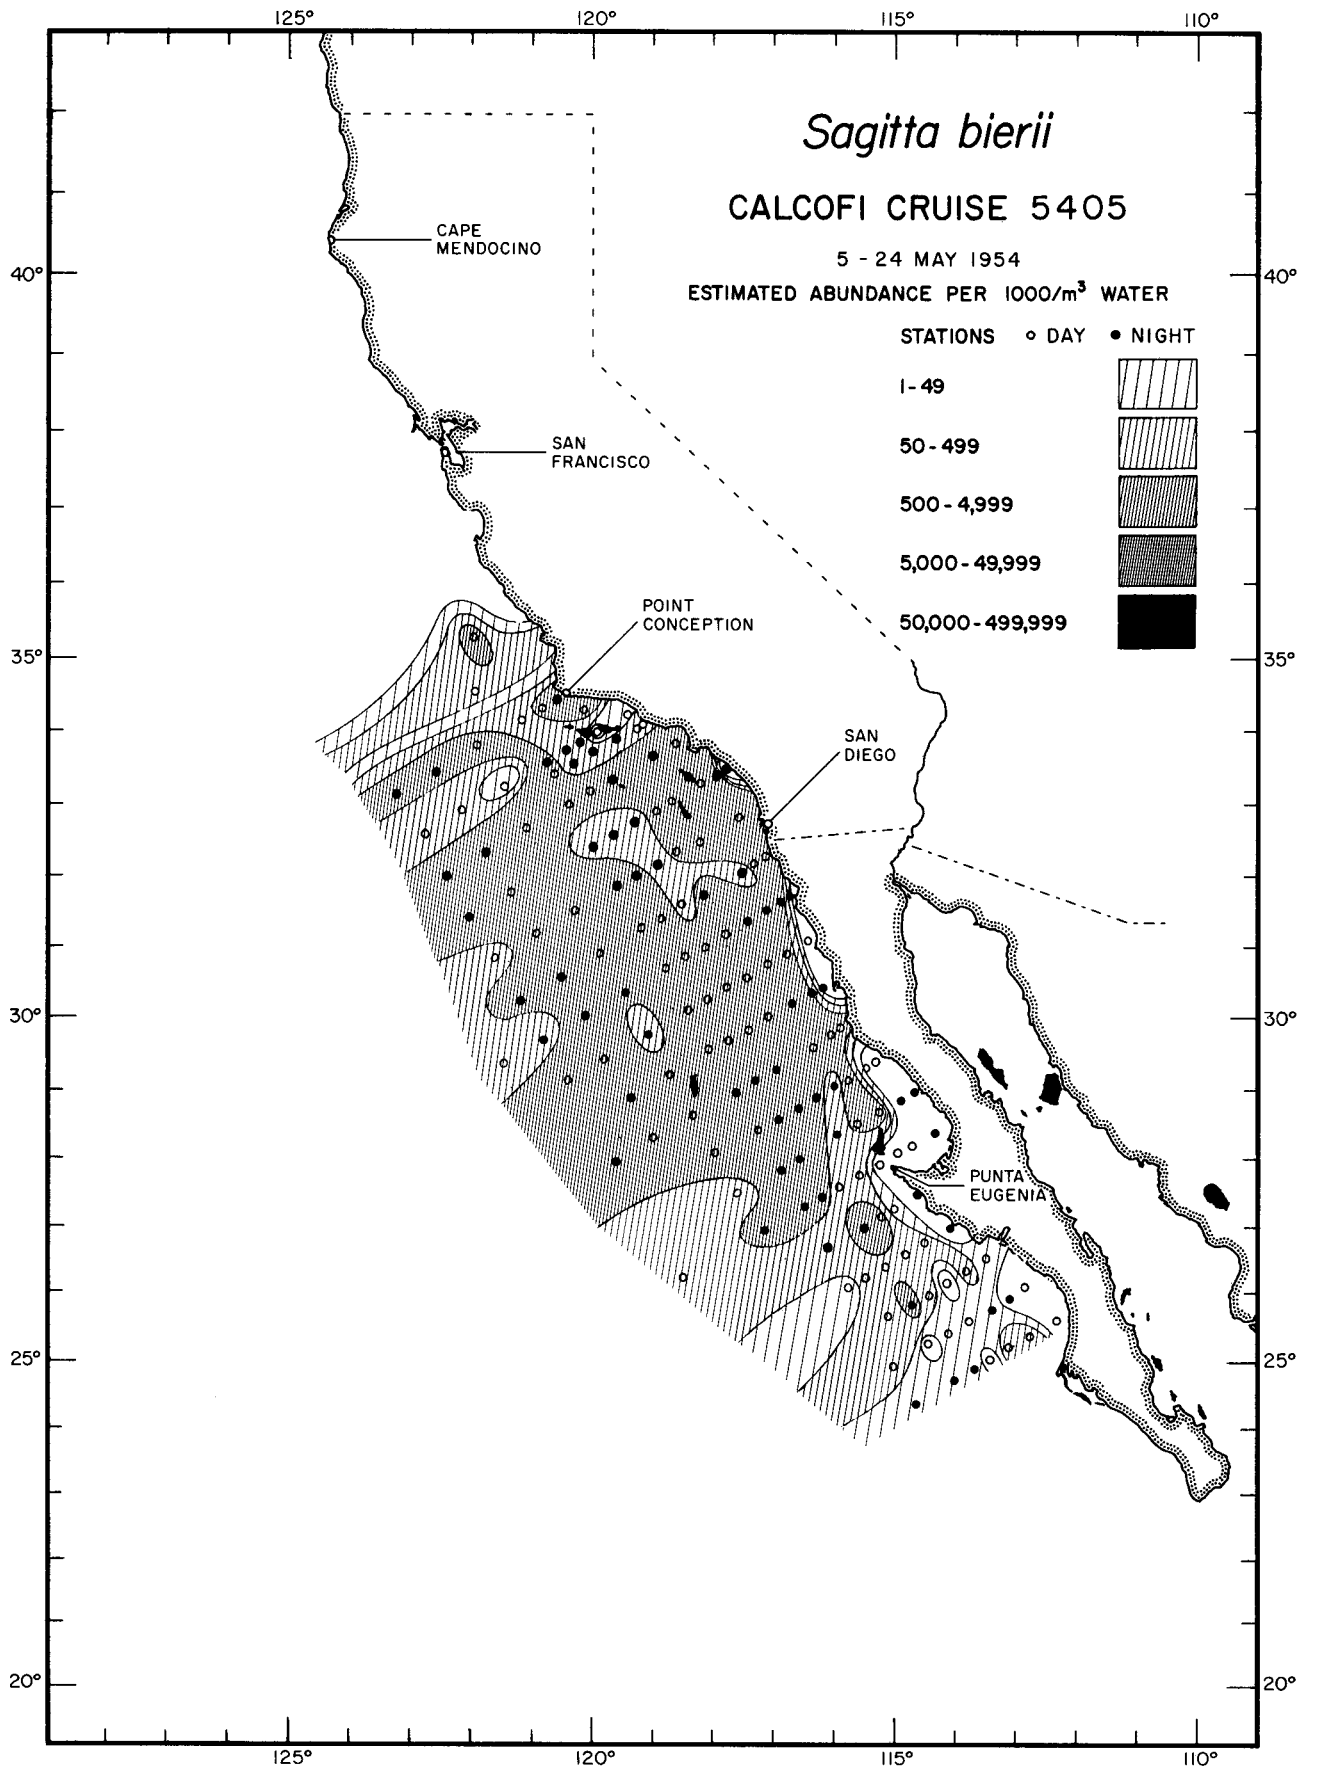 125° 120° 115° 110°
Sagitta bierii
CALCOFI CRUISE 5405
5 - 24 MAY 1954
ESTIMATED ABUNDANCE PER 1000/m³ WATER
STATIONS ○ DAY ● NIGHT
1-49
50-499
500-4,999
5,000-49,999
50,000-499,999
CAPE
MENDOCINO
40° 40°
SAN
FRANCISCO
POINT
CONCEPTION
35° 35°
SAN
DIEGO
30° 30°
PUNTA
EUGENIA
25° 25°
20° 20°
125° 120° 115° 110°